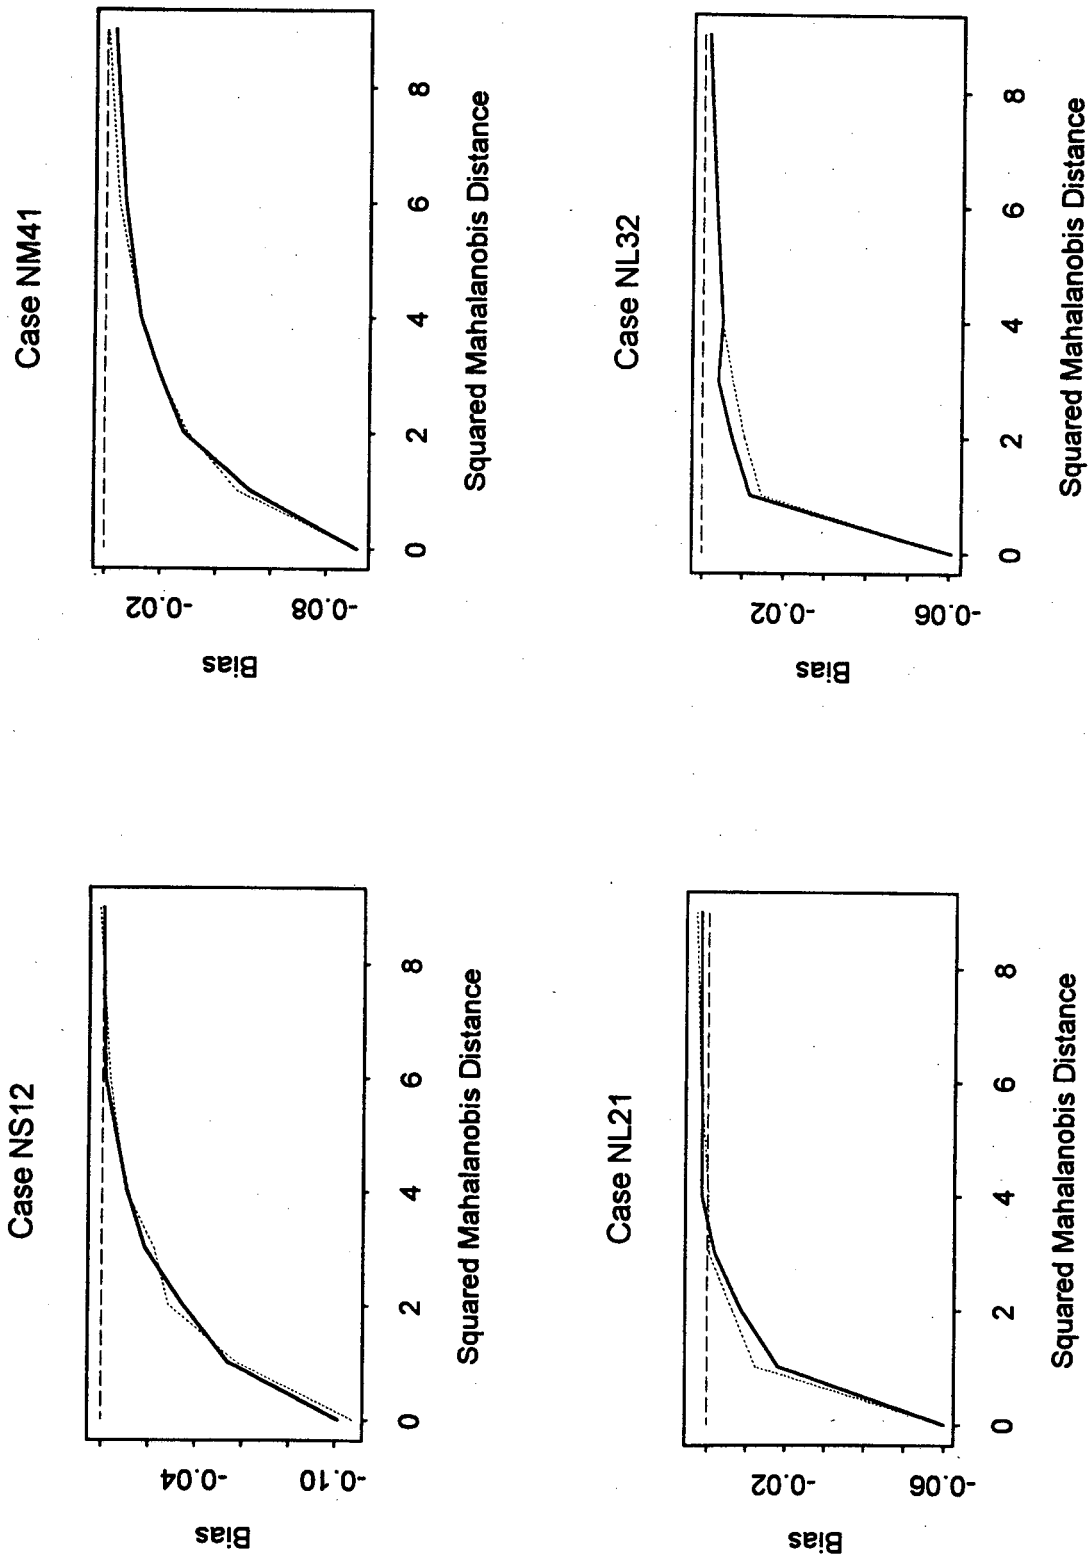 Case NS12
Bias
-0.04
-0.10
0 2 4 6 8
Squared Mahalanobis Distance
Case NM41
Bias
-0.02
-0.08
0 2 4 6 8
Squared Mahalanobis Distance
Case NL21
Bias
-0.02
-0.06
0 2 4 6 8
Squared Mahalanobis Distance
Case NL32
Bias
-0.02
-0.06
0 2 4 6 8
Squared Mahalanobis Distance